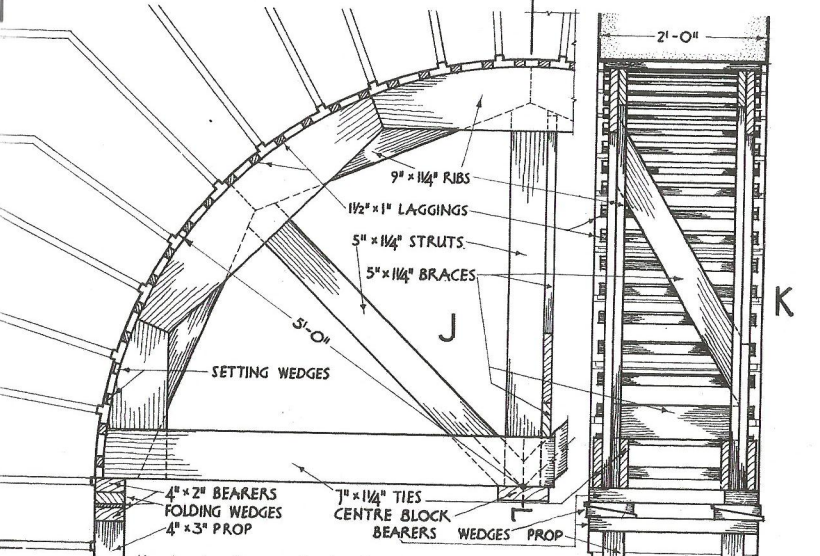 2'-0"
9" x 1¼" RIBS
1½" x 1" LAGGINGS
5" x 1¼" STRUTS
5" x 1¼" BRACES
K
J
5'-0"
SETTING WEDGES
4" x 2" BEARERS
7" x 1¼" TIES
FOLDING WEDGES
CENTRE BLOCK
4" x 3" PROP
BEARERS WEDGES PROP